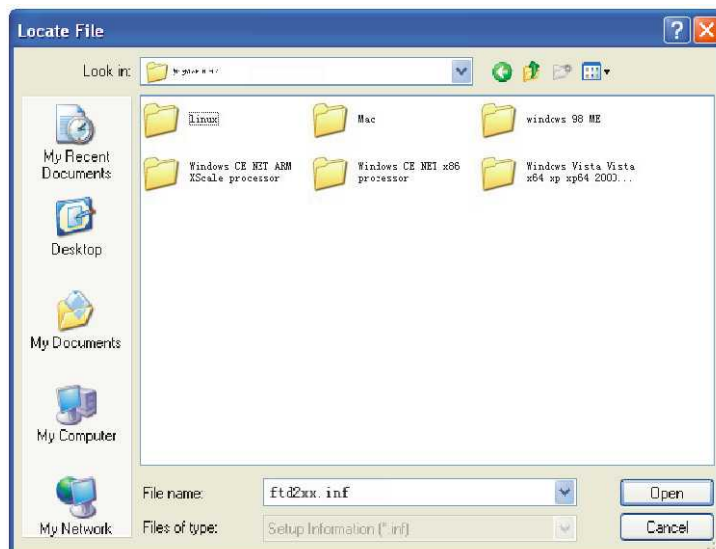 Locate File
Look in:
linux
Mac
windows 98 ME
Windows CE NET ARM
XScale processor
Windows CE NET x86
processor
Windows Vista Vista
x64 xp xp64 2003...
My Recent
Documents
Desktop
My Documents
My Computer
My Network
File name:
ftd2xx.inf
Open
Files of type:
Setup Information (*.inf)
Cancel